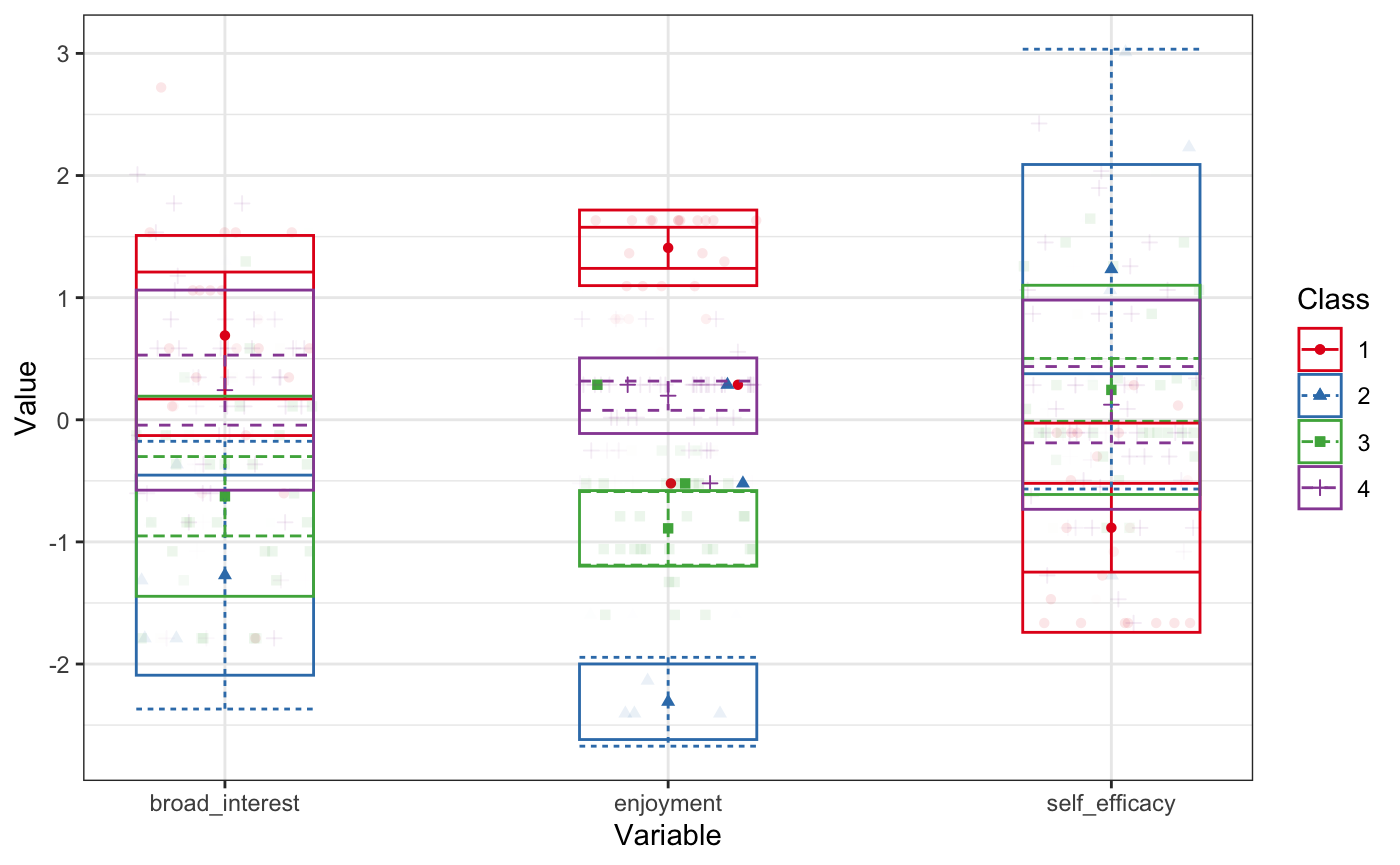 3
2
1
0
-1
-2
Value
broad_interest
enjoyment
self_efficacy
Variable
Class
1
2
3
4